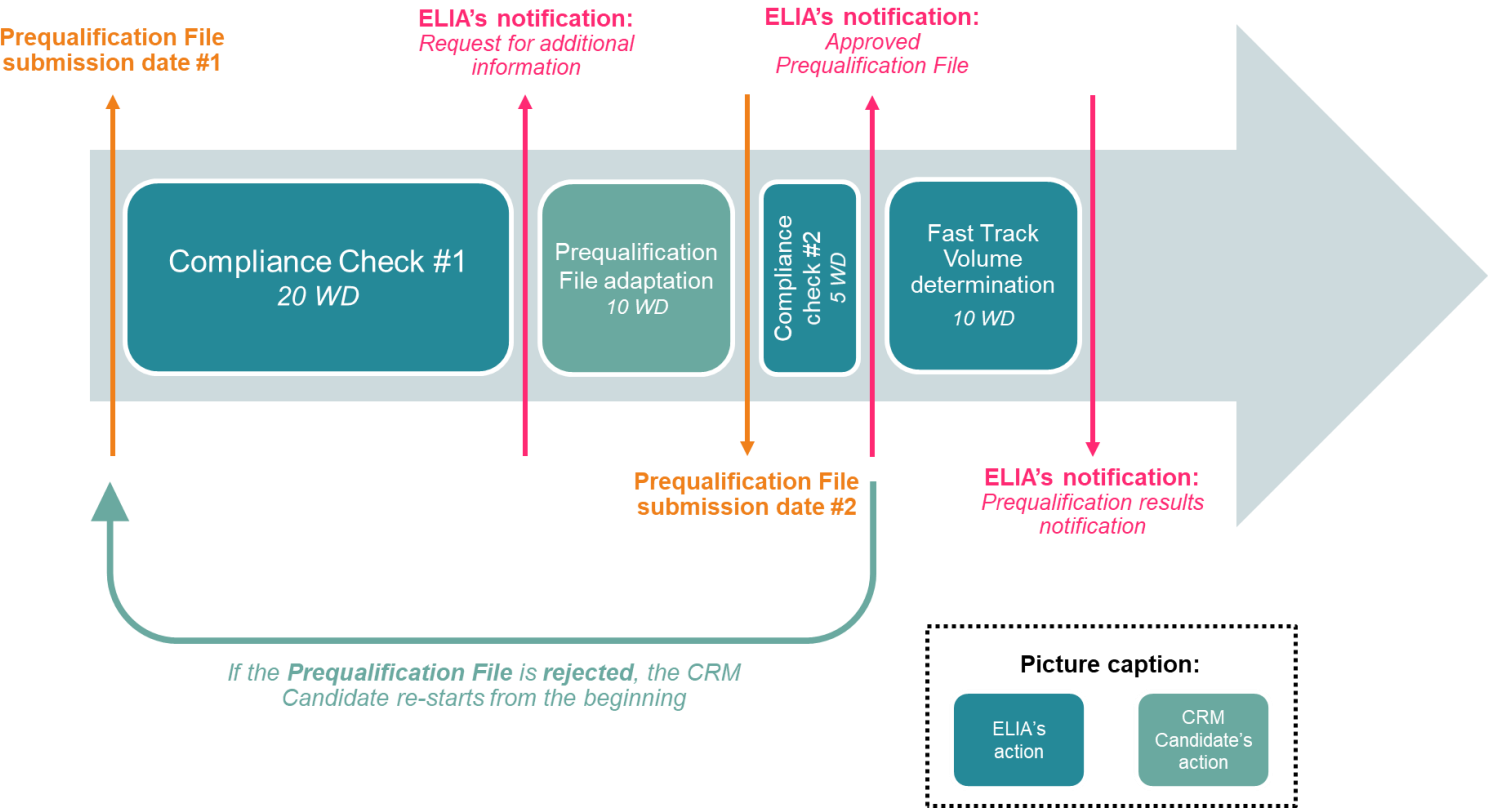 Prequalification File
submission date #1
ELIA’s notification:
Request for additional
information
ELIA’s notification:
Approved
Prequalification File
Compliance Check #1
20 WD
Prequalification
File adaptation
10 WD
Compliance
check #2
5 WD
Fast Track
Volume
determination
10 WD
Prequalification File
submission date #2
ELIA’s notification:
Prequalification results
notification
If the Prequalification File is rejected, the CRM
Candidate re-starts from the beginning
Picture caption:
ELIA’s
action
CRM
Candidate’s
action